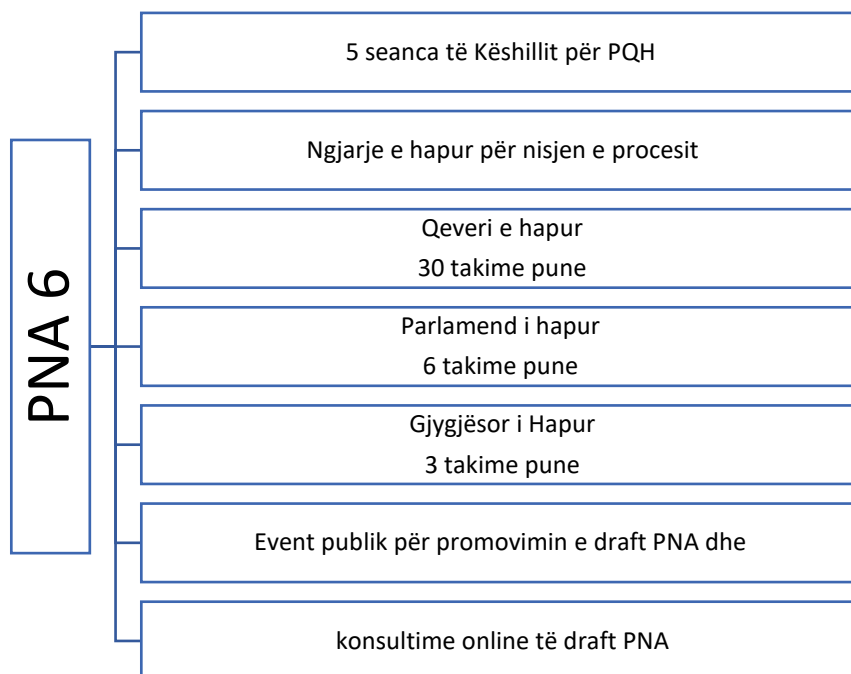 PNA 6
5 seanca të Këshillit për PQH
Ngjarje e hapur për nisjen e procesit
Qeveri e hapur
30 takime pune
Parlamend i hapur
6 takime pune
Gjygjësor i Hapur
3 takime pune
Event publik për promovimin e draft PNA dhe
konsultime online të draft PNA